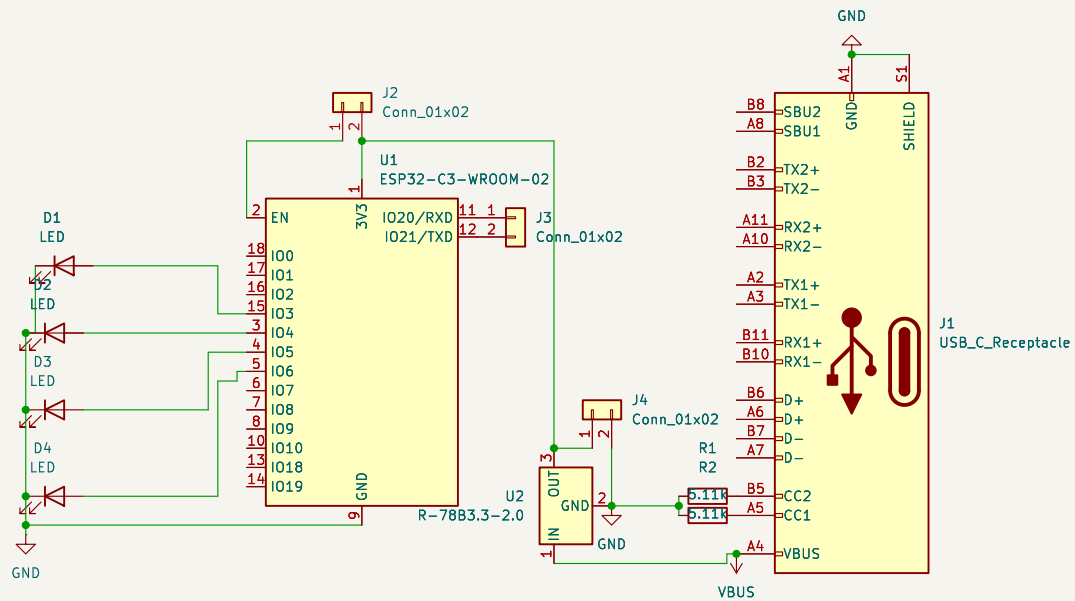 GND
J2
Conn_01x02
1
2
U1
ESP32-C3-WROOM-02
1
3V3
2
EN
18
IO0
17
IO1
16
IO2
15
IO3
3
IO4
4
IO5
5
IO6
6
IO7
7
IO8
8
IO9
10
IO10
13
IO18
14
IO19
IO20/RXD
11
1
IO21/TXD
12
2
J3
Conn_01x02
GND
9
D1
LED
D2
LED
D3
LED
D4
LED
GND
J4
Conn_01x02
1
2
3
OUT
U2
R-78B3.3-2.0
GND
2
IN
1
GND
R1
R2
5.11k
5.11k
A1
S1
GND
SHIELD
B8
SBU2
A8
SBU1
B2
TX2+
B3
TX2-
A11
RX2+
A10
RX2-
A2
TX1+
A3
TX1-
B11
RX1+
B10
RX1-
B6
D+
A6
D+
B7
D-
A7
D-
B5
CC2
A5
CC1
A4
VBUS
VBUS
J1
USB_C_Receptacle